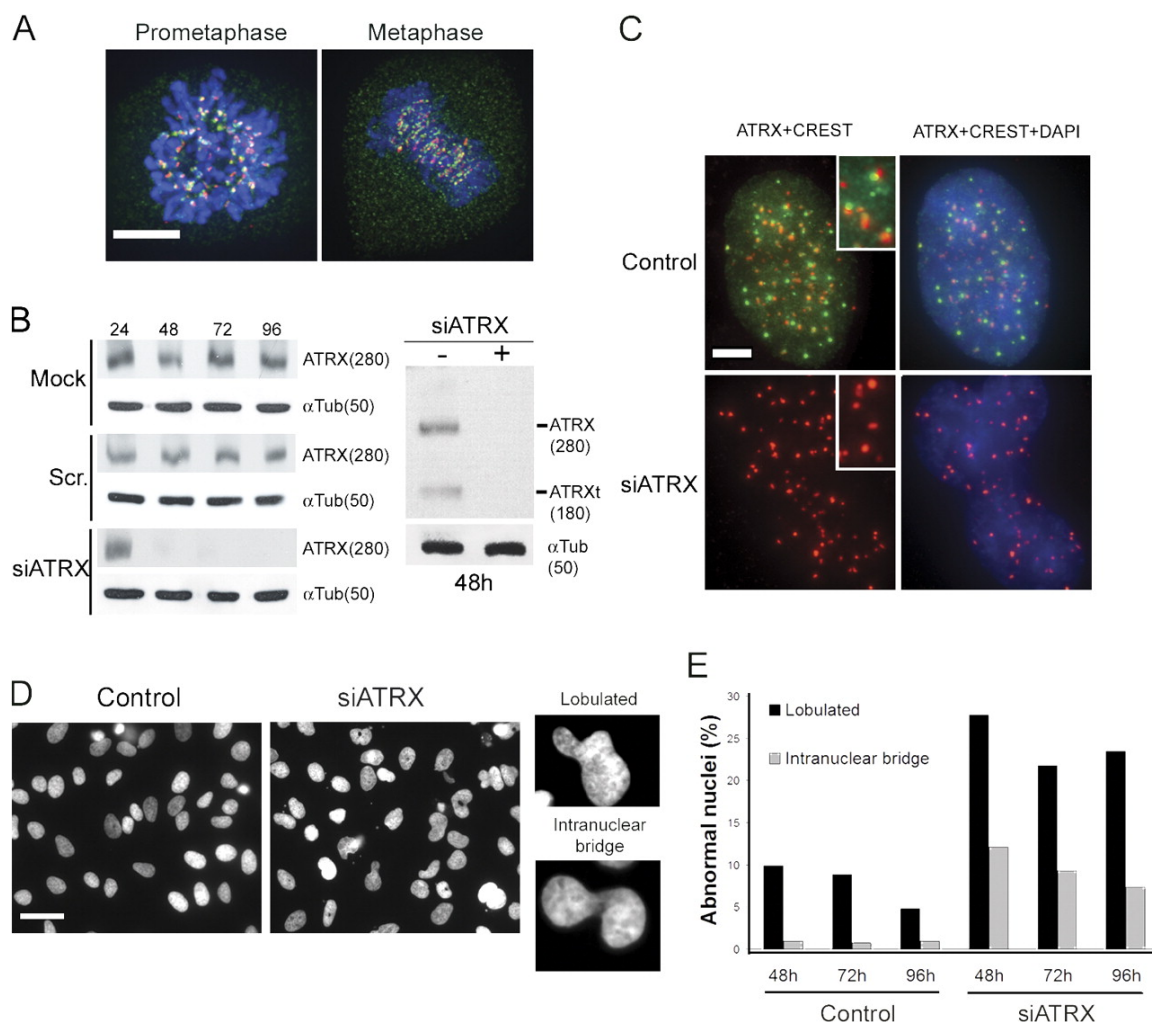 A
Prometaphase Metaphase
B
24 48 72 96
Mock
ATRX(280)
αTub(50)
Scr.
ATRX(280)
αTub(50)
siATRX
ATRX(280)
αTub(50)
siATRX
- +
ATRX
(280)
ATRXt
(180)
αTub
(50)
48h
C
ATRX+CREST ATRX+CREST+DAPI
Control
siATRX
D
Control siATRX
Lobulated
Intranuclear
bridge
E
Abnormal nuclei (%)
30
25
20
15
10
5
0
Lobulated
Intranuclear bridge
48h 72h 96h 48h 72h 96h
Control siATRX